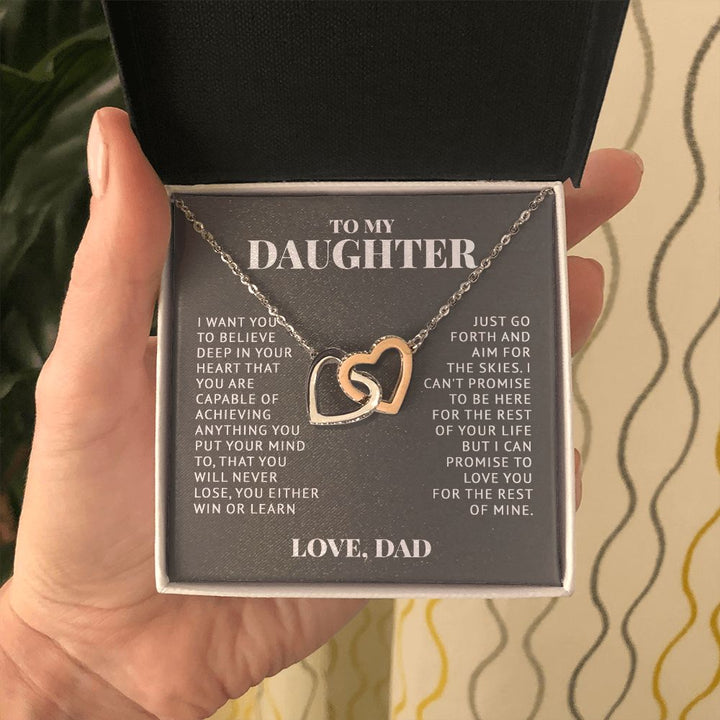 TO MY
DAUGHTER
I WANT YOU
TO BELIEVE
DEEP IN YOUR
HEART THAT
YOU ARE
CAPABLE OF
ACHIEVING
ANYTHING YOU
PUT YOUR MIND
TO, THAT YOU
WILL NEVER
LOSE, YOU EITHER
WIN OR LEARN
JUST GO
FORTH AND
AIM FOR
THE SKIES. I
CAN'T PROMISE
TO BE HERE
FOR THE REST
OF YOUR LIFE
BUT I CAN
PROMISE TO
LOVE YOU
FOR THE REST
OF MINE.
LOVE, DAD